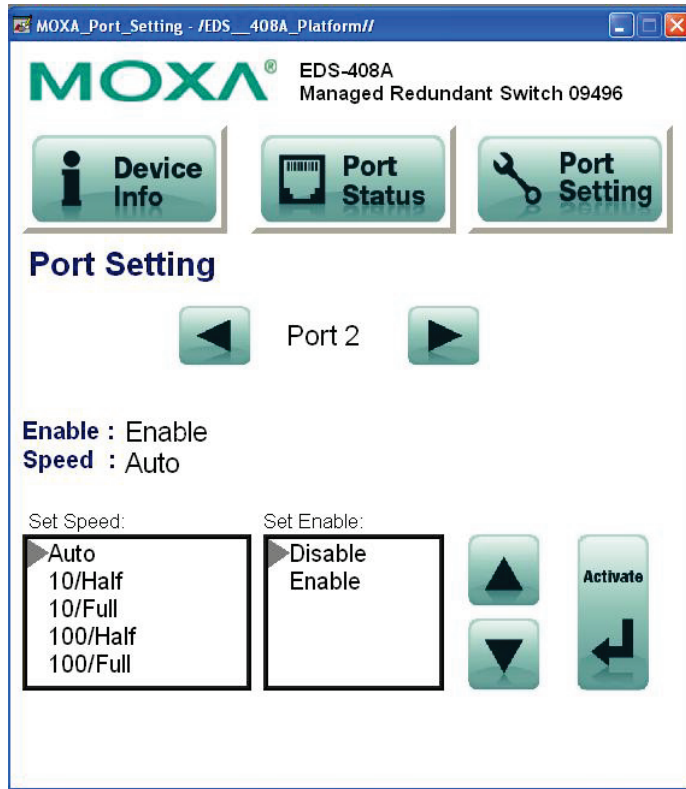 MOXA_Port_Setting - /EDS__408A_Platform//
MOXA®
EDS-408A
Managed Redundant Switch 09496
Device
Info
Port
Status
Port
Setting
Port Setting
Port 2
Enable : Enable
Speed : Auto
Set Speed:
Auto
10/Half
10/Full
100/Half
100/Full
Set Enable:
Disable
Enable
Activate